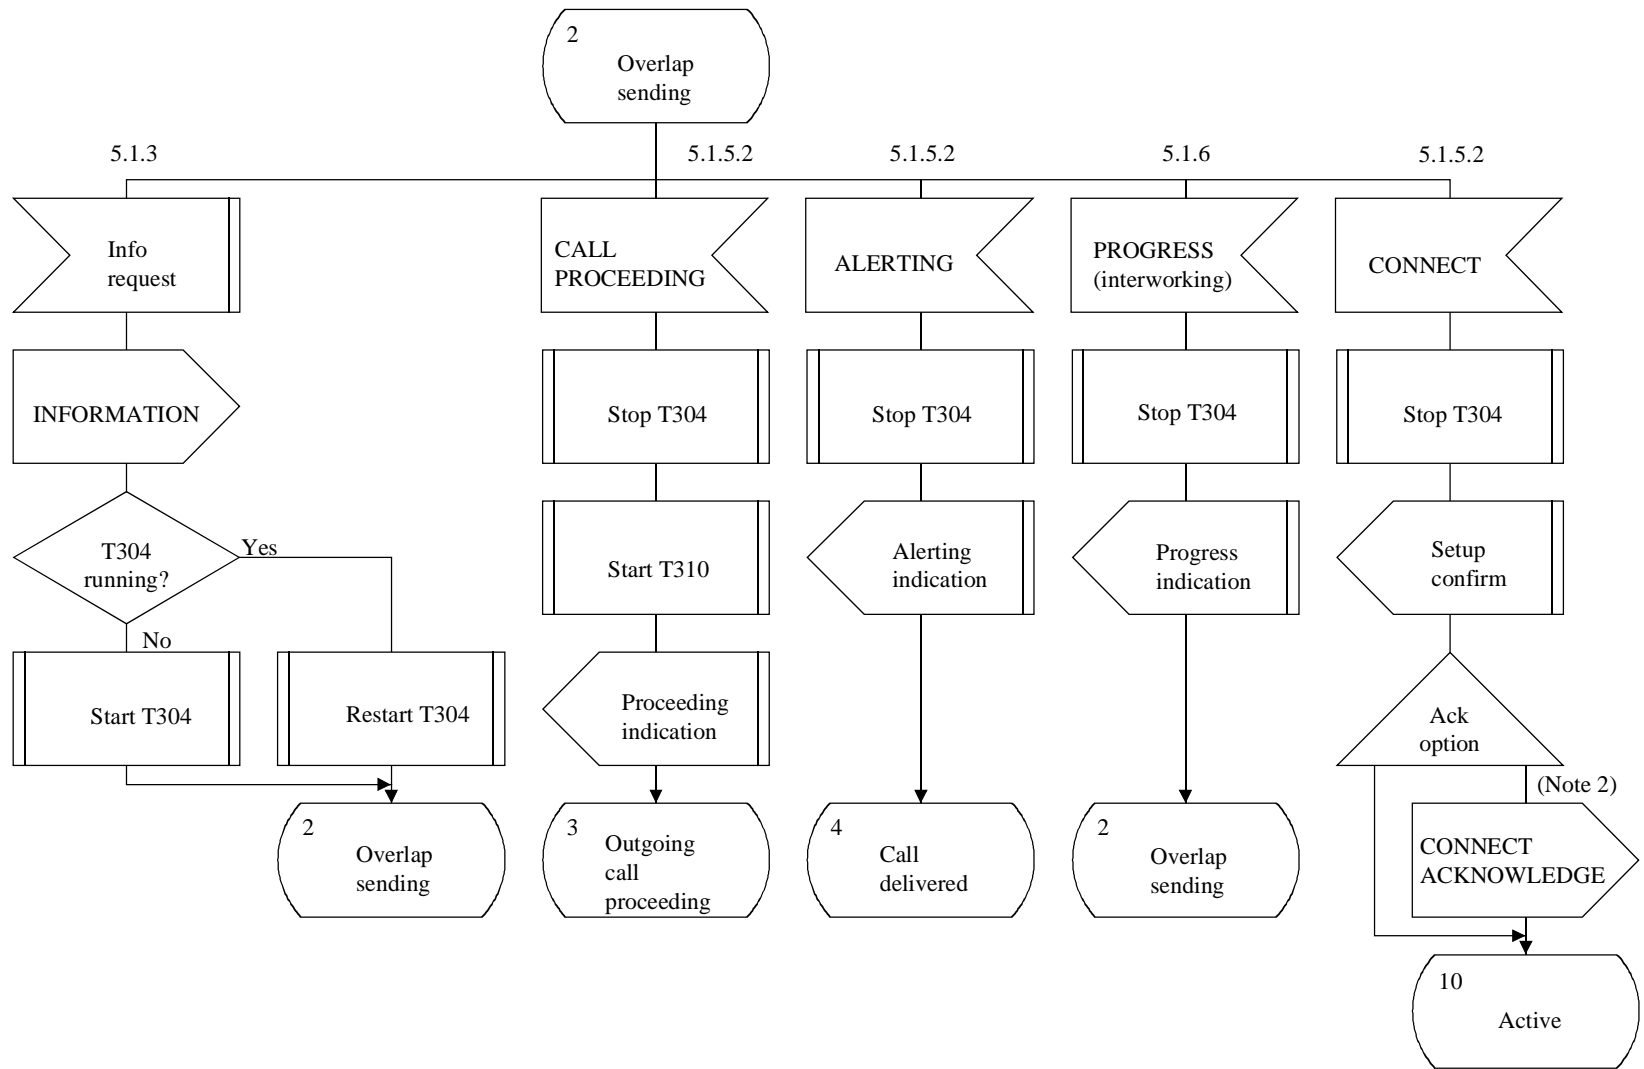 2
Overlap
sending
5.1.3
5.1.5.2
5.1.5.2
5.1.6
5.1.5.2
Info
request
CALL
PROCEEDING
ALERTING
PROGRESS
(interworking)
CONNECT
INFORMATION
Stop T304
Stop T304
Stop T304
Stop T304
T304
running?
Yes
No
Start T310
Alerting
indication
Progress
indication
Setup
confirm
Start T304
Restart T304
Proceeding
indication
Ack
option
(Note 2)
2
Overlap
sending
3
Outgoing
call
proceeding
4
Call
delivered
2
Overlap
sending
CONNECT
ACKNOWLEDGE
10
Active